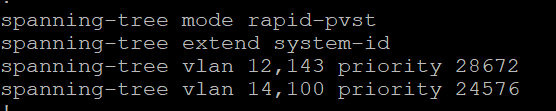 spanning-tree mode rapid-pvst
spanning-tree extend system-id
spanning-tree vlan 12,143 priority 28672
spanning-tree vlan 14,100 priority 24576
!